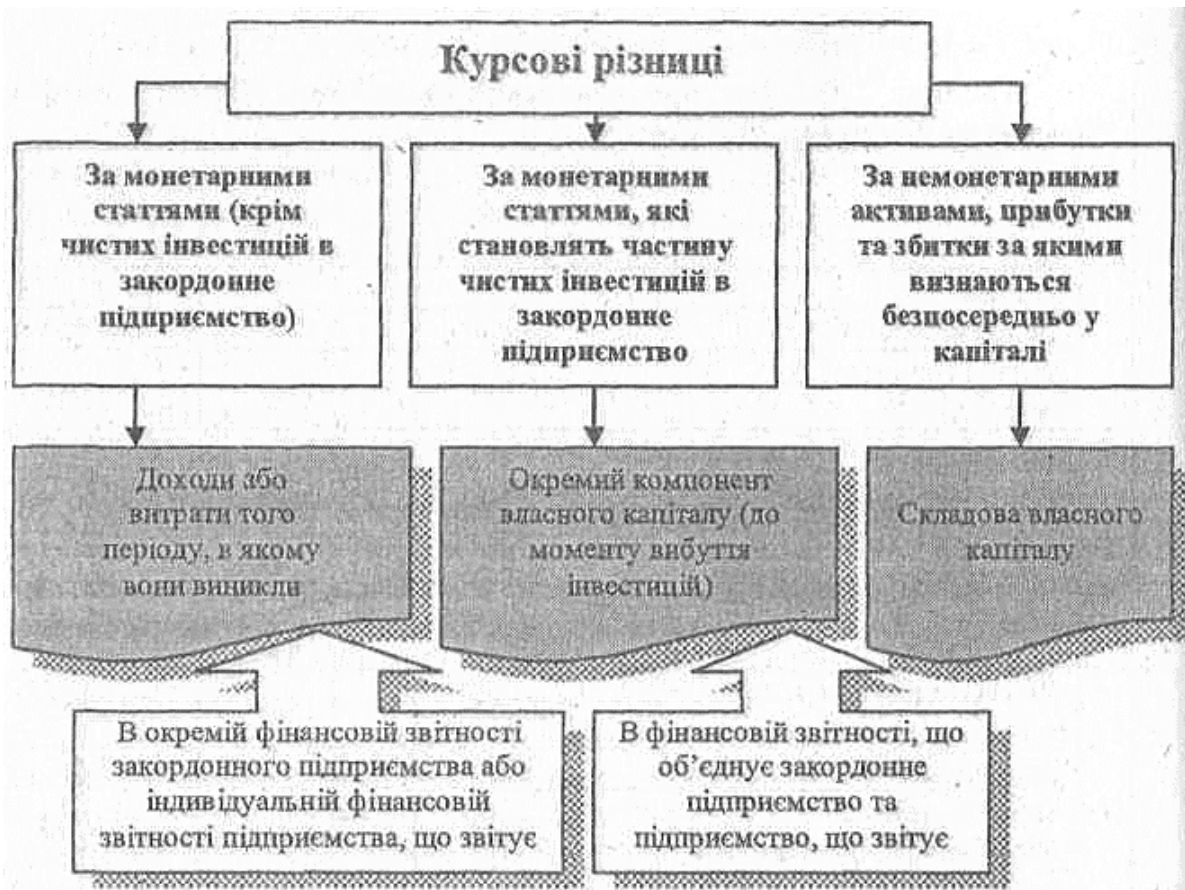 Курсові різниці
За монетарними
статтями (крім
чистих інвестицій в
закордонне
підприємство)
За монетарними
статтями, які
становлять частину
чистих інвестицій в
закордонне
підприємство
За немонетарними
активами, прибутки
та збитки за якими
визнаються
безпосередньо у
капіталі
Доходи збо
витрати того
періоду, в якому
вони виникли
Окремий компонент
власного капіталу (до
моменту вибуття
інвестицій)
Складова власного
капіталу
В окремій фінансовій звітності
закордонного підприємства або
індивідуальній фінансовій
звітності підприємства, що звітує
В фінансовій звітності, що
об’єднує закордонне
підприємство та
підприємство, що звітує